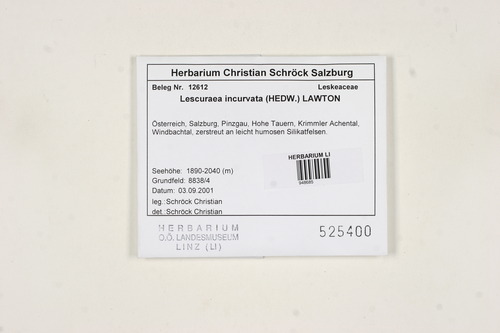 Herbarium Christian Schröck Salzburg
Beleg Nr. 12612 Leskeaceae
Lescuraea incurvata (HEDW.) LAWTON
Österreich, Salzburg, Pinzgau, Hohe Tauern, Krimmler Achental,
Windbachtal, zerstreut an leicht humosen Silikatfelsen.
HERBARIUM LI
948685
Seehöhe: 1890-2040 (m)
Grundfeld: 8838/4
Datum: 03.09.2001
leg.: Schröck Christian
det.: Schröck Christian
HERBARIUM
O.Ö. LANDESMUSEUM
LINZ (LI)
525400